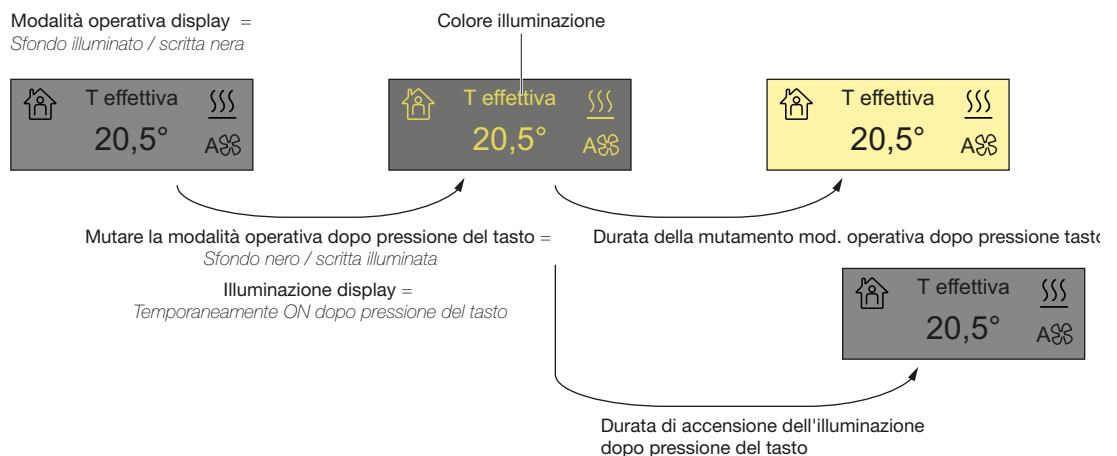 Modalità operativa display =
Sfondo illuminato / scritta nera
Colore illuminazione
T effettiva
20,5°
A
T effettiva
20,5°
A
T effettiva
20,5°
A
Mutare la modalità operativa dopo pressione del tasto =
Sfondo nero / scritta illuminata
Illuminazione display =
Temporaneamente ON dopo pressione del tasto
Durata della mutamento mod. operativa dopo pressione tasto
T effettiva
20,5°
A
Durata di accensione dell'illuminazione
dopo pressione del tasto